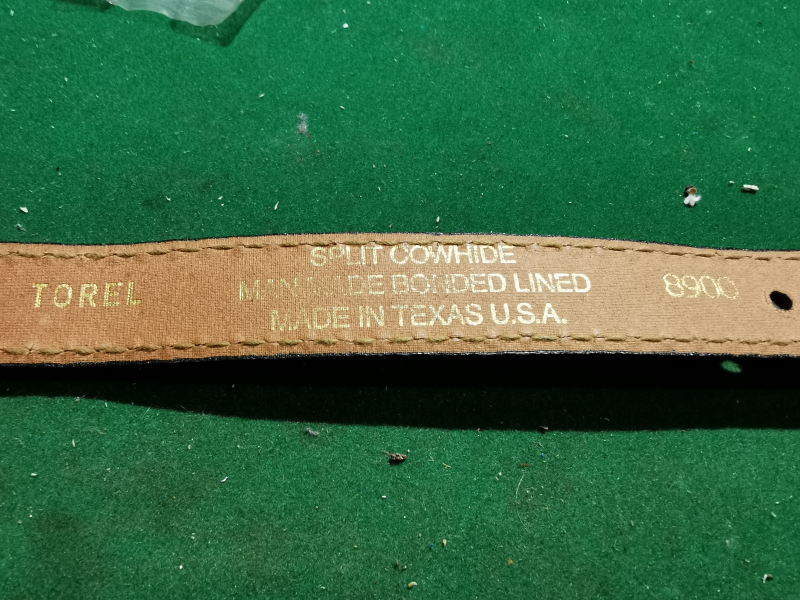 TOREL
SPLIT COWHIDE
MAN MADE BONDED LINED
MADE IN TEXAS U.S.A.
8900